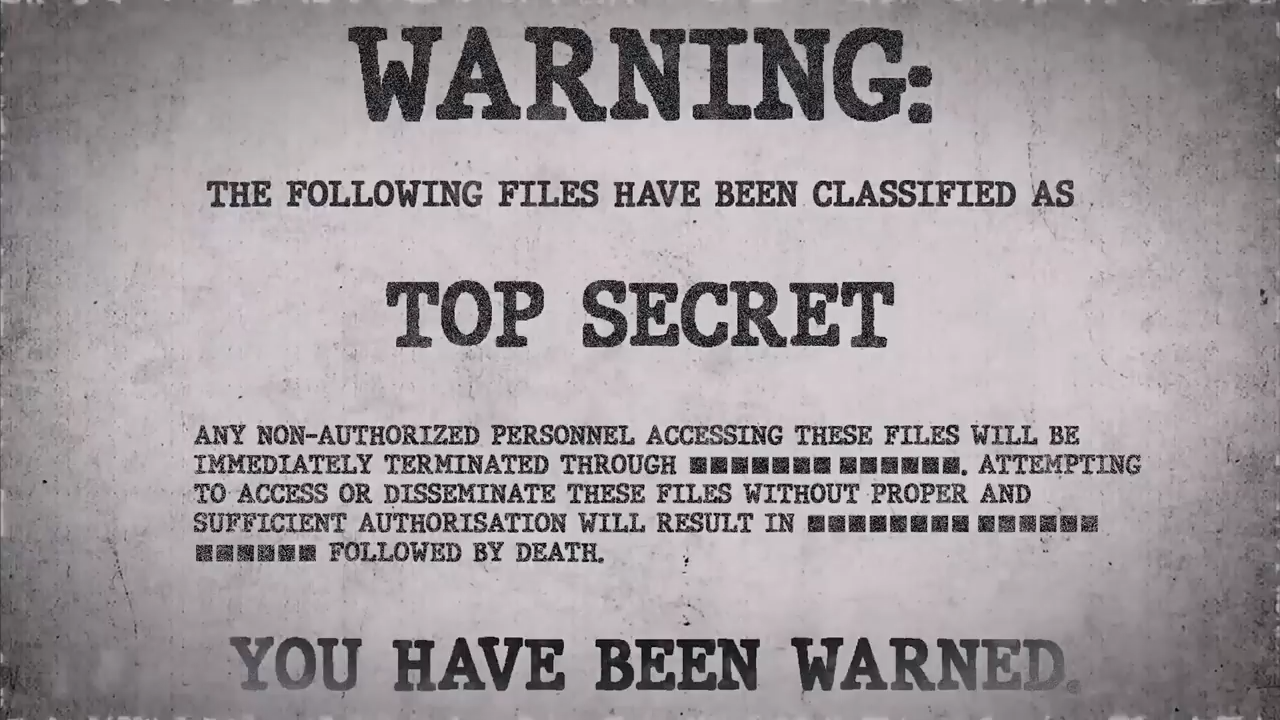 WARNING:
THE FOLLOWING FILES HAVE BEEN CLASSIFIED AS
TOP SECRET
ANY NON-AUTHORIZED PERSONNEL ACCESSING THESE FILES WILL BE
IMMEDIATELY TERMINATED THROUGH ■■■■■■■ ■■■■■■. ATTEMPTING
TO ACCESS OR DISSEMINATE THESE FILES WITHOUT PROPER AND
SUFFICIENT AUTHORISATION WILL RESULT IN ■■■■■■■■ ■■■■■■
■■■■■■ FOLLOWED BY DEATH.
YOU HAVE BEEN WARNED.